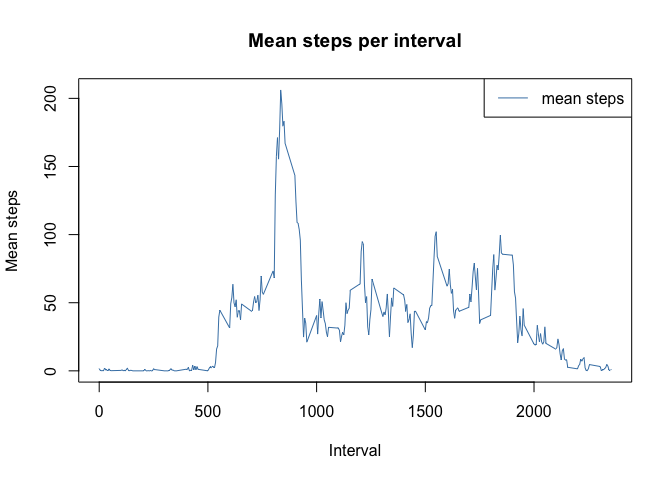 Mean steps per interval
mean steps
Mean steps
200
150
100
50
0
0 500 1000 1500 2000
Interval